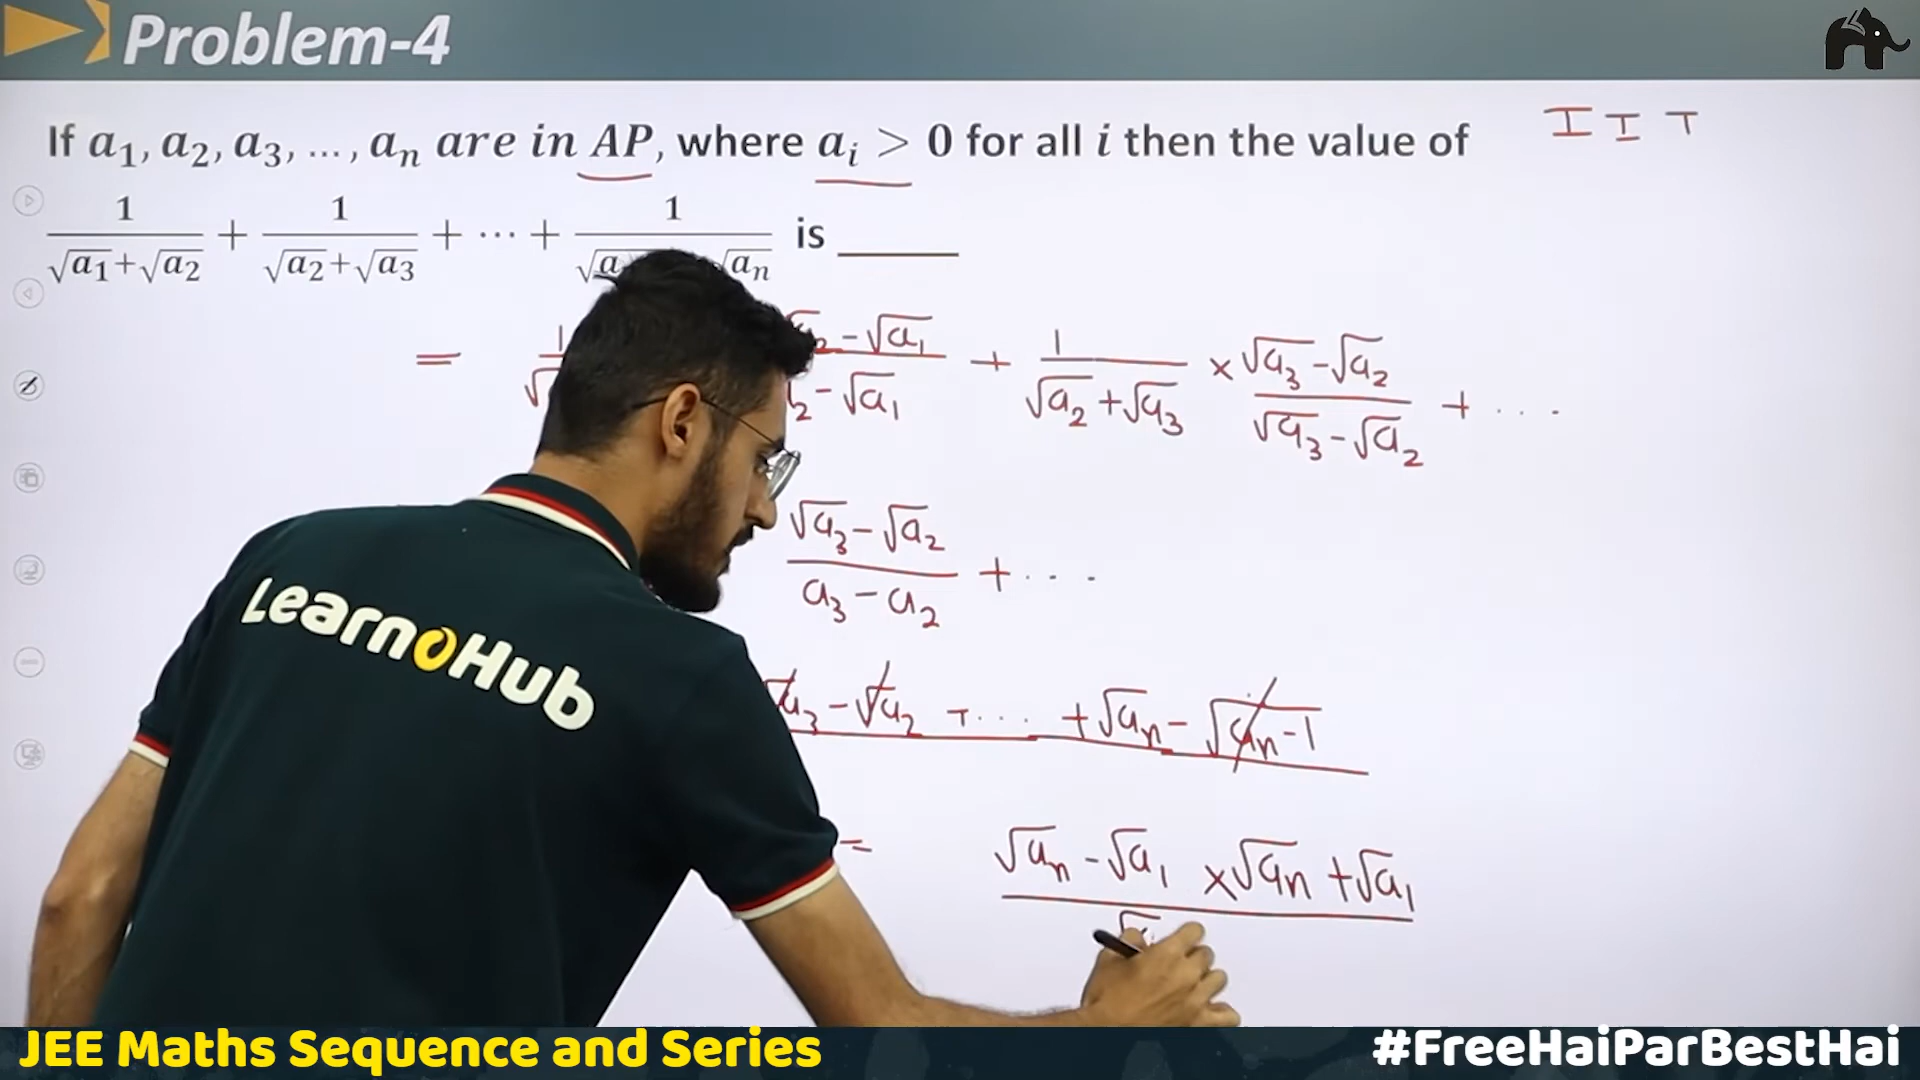 Problem-4
If a₁, a₂, a₃, ..., aₙ are in AP, where aᵢ > 0 for all i then the value of
I I T
1/(√a₁+√a₂) + 1/(√a₂+√a₃) + ⋯ + 1/(√a √aₙ) is ______
= 1/√ √a₂ - √a₁ / ₂ - √a₁ + 1/(√a₂ + √a₃) × (√a₃ - √a₂)/(√a₃ - √a₂) + ...
(√a₃ - √a₂)/(a₃ - a₂) + ...
√a₃ - √a₂ + ... + √aₙ - √aₙ-1
= √aₙ - √a₁ × √aₙ + √a₁
LearnoHub
JEE Maths Sequence and Series
#FreeHaiParBestHai